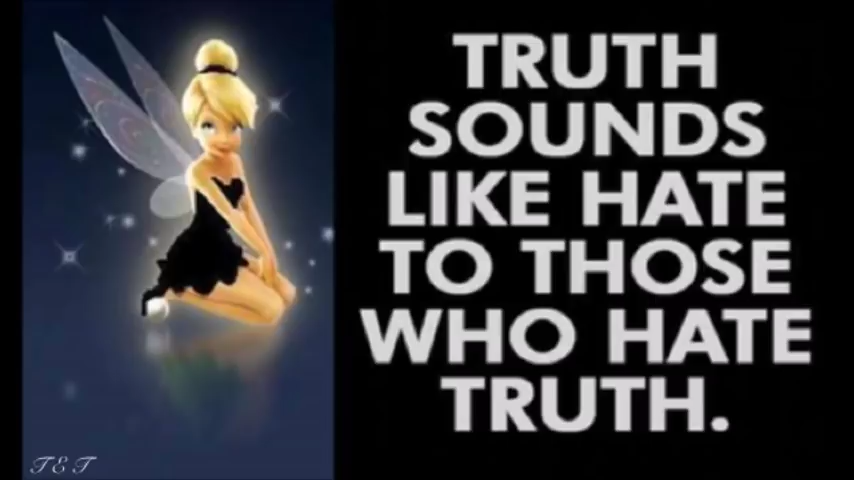 TRUTH
SOUNDS
LIKE HATE
TO THOSE
WHO HATE
TRUTH.
T&T